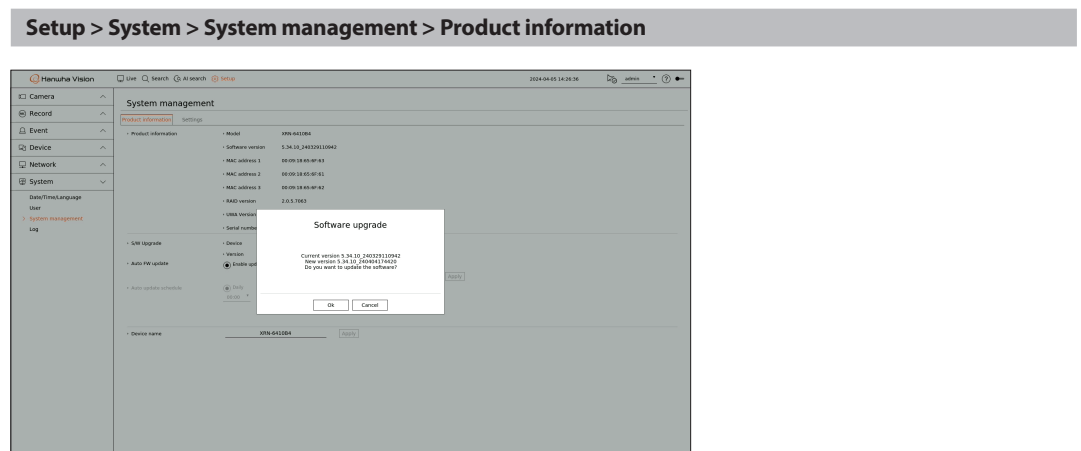 Setup > System > System management > Product information
Hanwha Vision
Live Search AI search Setup
2024-04-05 14:26:36
admin
?
Camera
Record
Event
Device
Network
System
Date/Time/Language
User
> System management
Log
System management
Product information Settings
Product information
Model XRN-6410B4
Software version 5.34.10_240329110942
MAC address 1 00:09:18:65:6F:63
MAC address 2 00:09:18:65:6F:61
MAC address 3 00:09:18:65:6F:62
RAID version 2.0.5.7063
UWA Version
Serial numbe
S/W Upgrade
Device
Version
Auto FW update
Enable upd
Apply
Auto update schedule
Daily
Software upgrade
Current version 5.34.10_240329110942
New version 5.34.10_240404174420
Do you want to update the software?
Ok Cancel
Device name XRN-6410B4 Apply